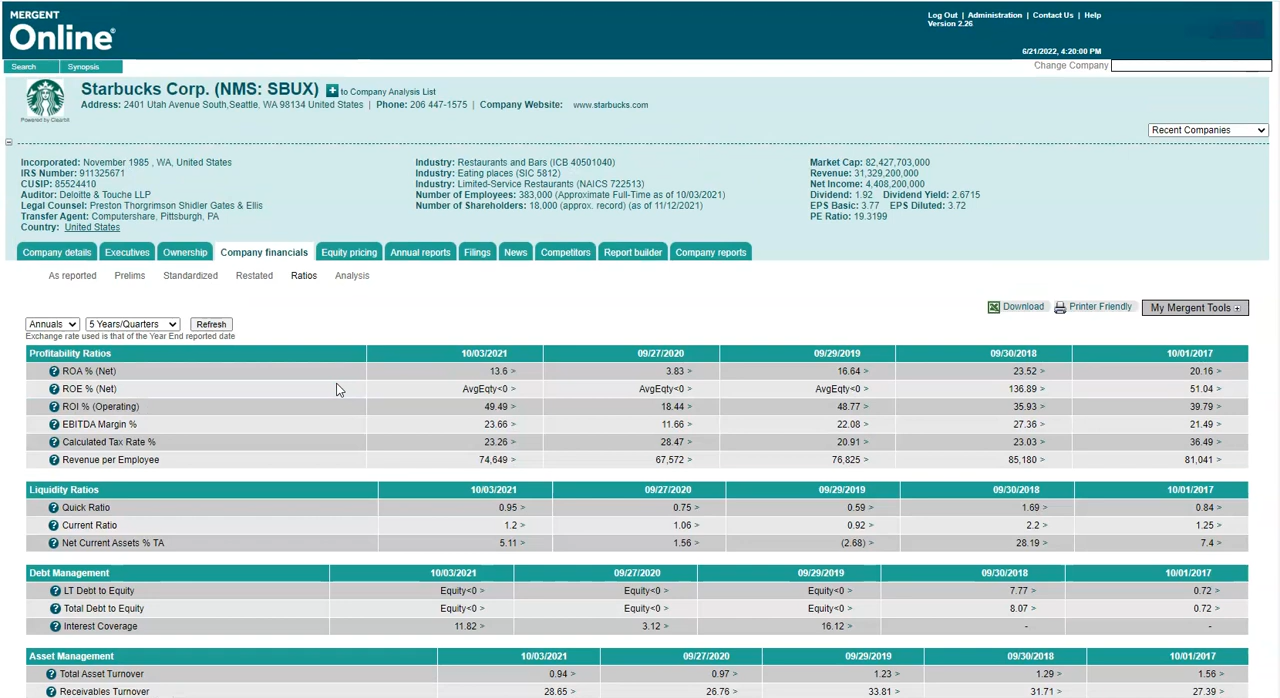 MERGENT
Online®
Log Out | Administration | Contact Us | Help
Version 2.26
6/21/2022, 4:20:00 PM
Search Synopsis
Change Company
Starbucks Corp. (NMS: SBUX) + to Company Analysis List
Address: 2401 Utah Avenue South,Seattle, WA 98134 United States | Phone: 206 447-1575 | Company Website: www.starbucks.com
Powered by Clearbit
Recent Companies
Incorporated: November 1985 , WA, United States
IRS Number: 911325671
CUSIP: 85524410
Auditor: Deloitte & Touche LLP
Legal Counsel: Preston Thorgrimson Shidler Gates & Ellis
Transfer Agent: Computershare, Pittsburgh, PA
Country: United States
Industry: Restaurants and Bars (ICB 40501040)
Industry: Eating places (SIC 5812)
Industry: Limited-Service Restaurants (NAICS 722513)
Number of Employees: 383,000 (Approximate Full-Time as of 10/03/2021)
Number of Shareholders: 18,000 (approx. record) (as of 11/12/2021)
Market Cap: 82,427,703,000
Revenue: 31,329,200,000
Net Income: 4,408,200,000
Dividend: 1.92 Dividend Yield: 2.6715
EPS Basic: 3.77 EPS Diluted: 3.72
PE Ratio: 19.3199
Company details Executives Ownership Company financials Equity pricing Annual reports Filings News Competitors Report builder Company reports
As reported Prelims Standardized Restated Ratios Analysis
Download Printer Friendly My Mergent Tools +
Annuals 5 Years/Quarters Refresh
Exchange rate used is that of the Year End reported date
Profitability Ratios 10/03/2021 09/27/2020 09/29/2019 09/30/2018 10/01/2017
? ROA % (Net) 13.6 > 3.83 > 16.64 > 23.52 > 20.16 >
? ROE % (Net) AvgEqty<0 > AvgEqty<0 > AvgEqty<0 > 136.89 > 51.04 >
? ROI % (Operating) 49.49 > 18.44 > 48.77 > 35.93 > 39.79 >
? EBITDA Margin % 23.66 > 11.66 > 22.08 > 27.36 > 21.49 >
? Calculated Tax Rate % 23.26 > 28.47 > 20.91 > 23.03 > 36.49 >
? Revenue per Employee 74,649 > 67,572 > 76,825 > 85,180 > 81,041 >
Liquidity Ratios 10/03/2021 09/27/2020 09/29/2019 09/30/2018 10/01/2017
? Quick Ratio 0.95 > 0.75 > 0.59 > 1.69 > 0.84 >
? Current Ratio 1.2 > 1.06 > 0.92 > 2.2 > 1.25 >
? Net Current Assets % TA 5.11 > 1.56 > (2.68) > 28.19 > 7.4 >
Debt Management 10/03/2021 09/27/2020 09/29/2019 09/30/2018 10/01/2017
? LT Debt to Equity Equity<0 > Equity<0 > Equity<0 > 7.77 > 0.72 >
? Total Debt to Equity Equity<0 > Equity<0 > Equity<0 > 8.07 > 0.72 >
? Interest Coverage 11.82 > 3.12 > 16.12 > - -
Asset Management 10/03/2021 09/27/2020 09/29/2019 09/30/2018 10/01/2017
? Total Asset Turnover 0.94 > 0.97 > 1.23 > 1.29 > 1.56 >
? Receivables Turnover 28.65 > 26.76 > 33.81 > 31.71 > 27.39 >